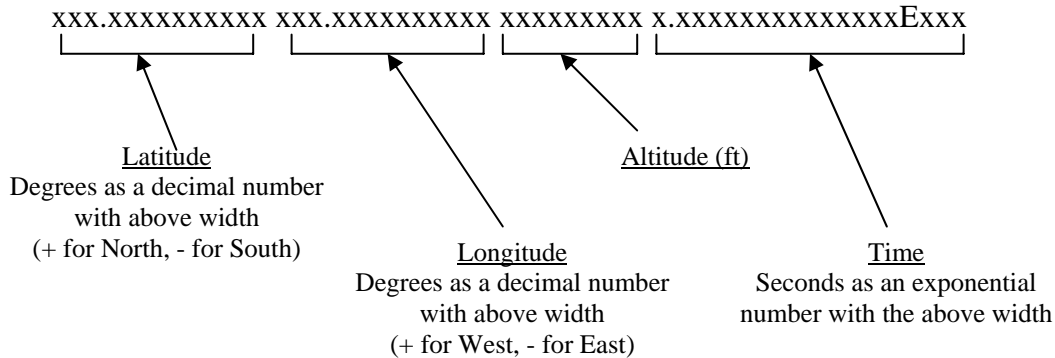 xxx.xxxxxxxxxx xxx.xxxxxxxxxx xxxxxxxxx x.xxxxxxxxxxxxxxExxx
Latitude
Degrees as a decimal number
with above width
(+ for North, - for South)
Altitude (ft)
Longitude
Degrees as a decimal number
with above width
(+ for West, - for East)
Time
Seconds as an exponential
number with the above width